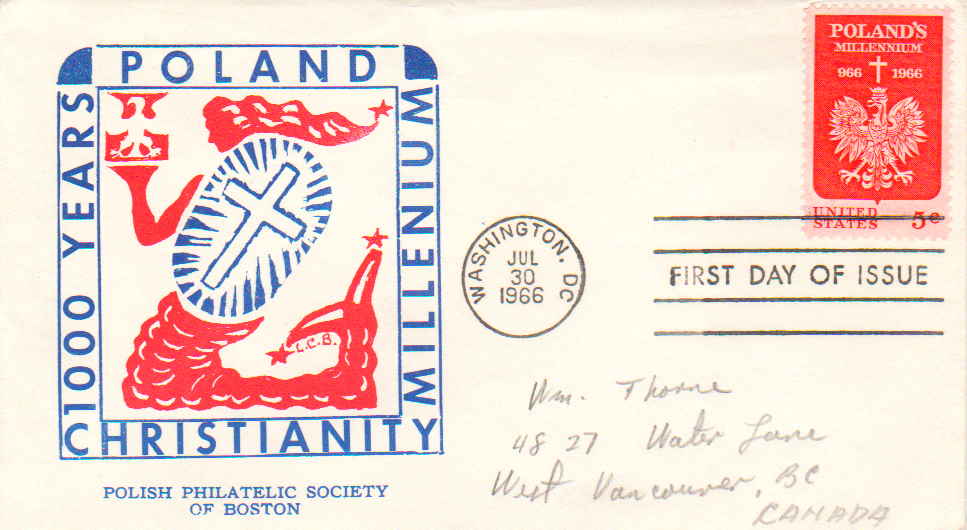 POLAND
1000 YEARS
MILLENIUM
CHRISTIANITY
L.C.B.
POLISH PHILATELIC SOCIETY
OF BOSTON
POLAND'S
MILLENNIUM
966 1966
UNITED
STATES
5c
WASHINGTON, DC
JUL
30
1966
FIRST DAY OF ISSUE
Wm. Thorne
4827 Water Lane
West Vancouver, BC
CANADA